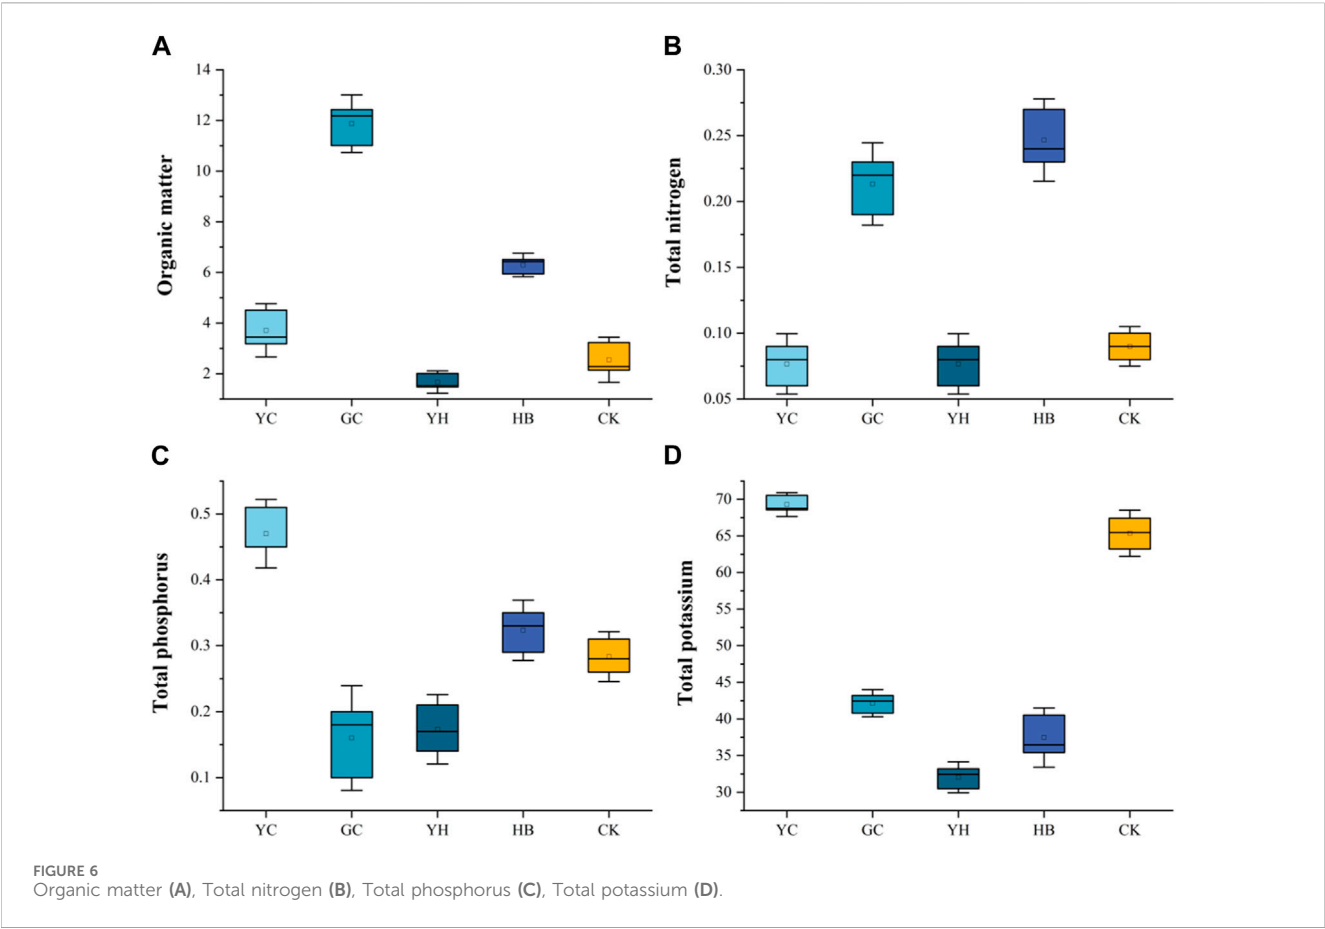 A
14
12
10
8
6
4
2
Organic matter
YC GC YH HB CK
B
0.30
0.25
0.20
0.15
0.10
0.05
Total nitrogen
YC GC YH HB CK
C
0.5
0.4
0.3
0.2
0.1
Total phosphorus
YC GC YH HB CK
D
70
65
60
55
50
45
40
35
30
Total potassium
YC GC YH HB CK
FIGURE 6
Organic matter (A), Total nitrogen (B), Total phosphorus (C), Total potassium (D).